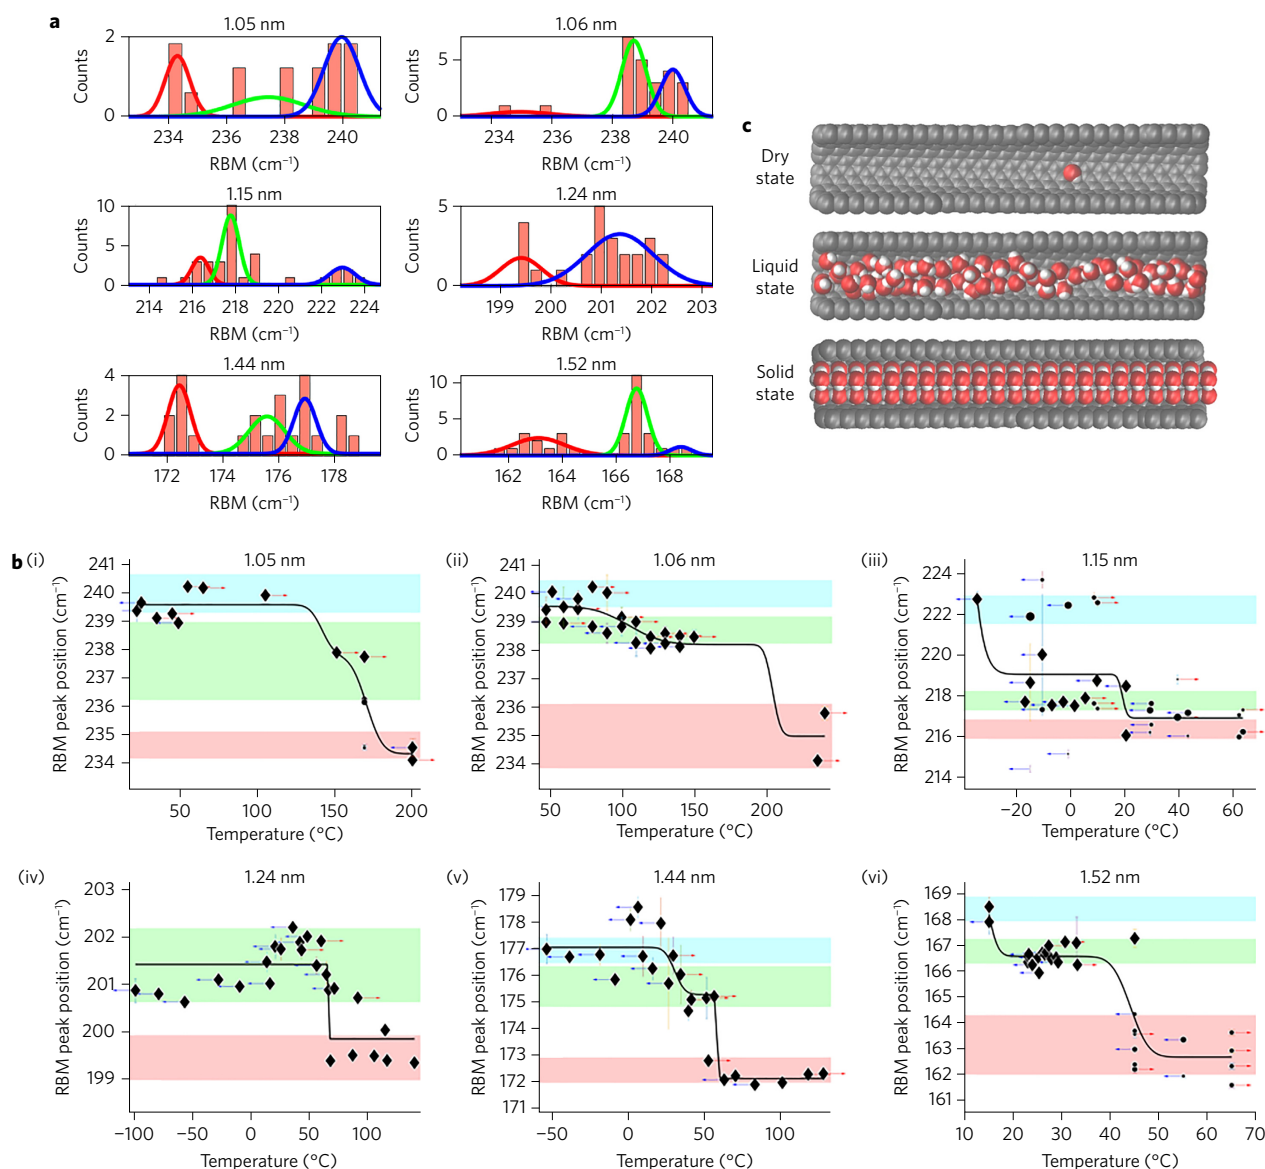 a
1.05 nm
Counts
2
1
0
234
236
238
240
RBM (cm⁻¹)
1.06 nm
Counts
5
0
234
236
238
240
RBM (cm⁻¹)
1.15 nm
Counts
10
5
0
214
216
218
220
222
224
RBM (cm⁻¹)
1.24 nm
Counts
5
0
199
200
201
202
203
RBM (cm⁻¹)
1.44 nm
Counts
4
2
0
172
174
176
178
RBM (cm⁻¹)
1.52 nm
Counts
10
5
0
162
164
166
168
RBM (cm⁻¹)
c
Dry
state
Liquid
state
Solid
state
b (i)
1.05 nm
RBM peak position (cm⁻¹)
241
240
239
238
237
236
235
234
50
100
150
200
Temperature (°C)
(ii)
1.06 nm
RBM peak position (cm⁻¹)
241
240
239
238
237
236
235
234
50
100
150
200
Temperature (°C)
(iii)
1.15 nm
RBM peak position (cm⁻¹)
224
222
220
218
216
214
−20
0
20
40
60
Temperature (°C)
(iv)
1.24 nm
RBM peak position (cm⁻¹)
203
202
201
200
199
−100
−50
0
50
100
Temperature (°C)
(v)
1.44 nm
RBM peak position (cm⁻¹)
179
178
177
176
175
174
173
172
171
−50
0
50
100
Temperature (°C)
(vi)
1.52 nm
RBM peak position (cm⁻¹)
169
168
167
166
165
164
163
162
161
10
20
30
40
50
60
70
Temperature (°C)